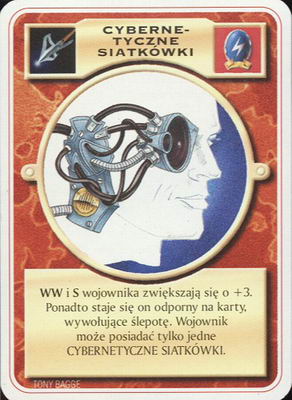 CYBERNE-
TYCZNE
SIATKÓWKI
WW i S wojownika zwiększają się o +3.
Ponadto staje się on odporny na karty,
wywołujące ślepotę. Wojownik
może posiadać tylko jedne
CYBERNETYCZNE SIATKÓWKI.
TONY BAGGE